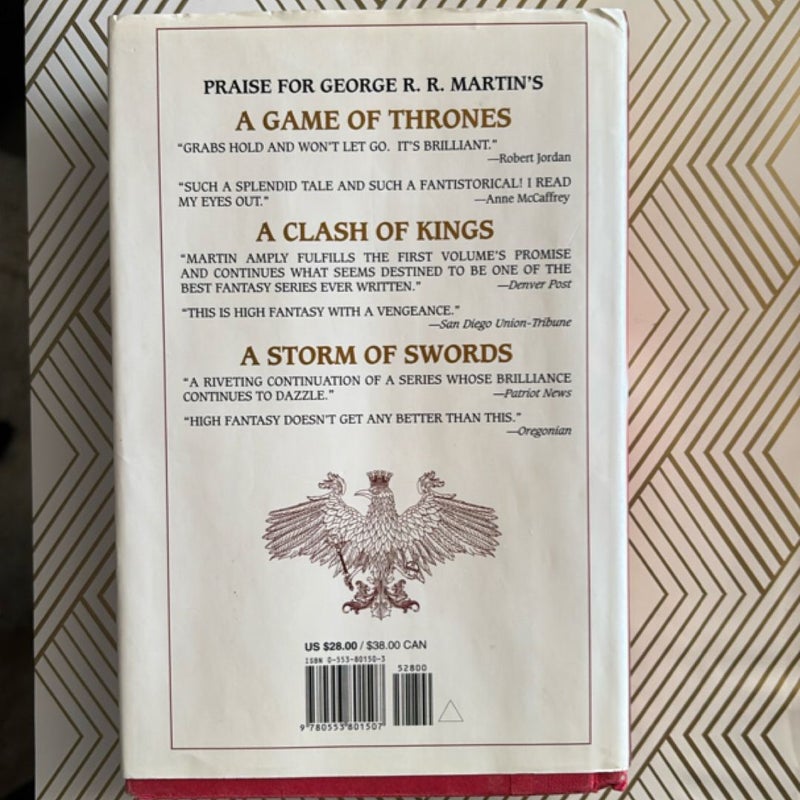 PRAISE FOR GEORGE R. R. MARTIN'S
A GAME OF THRONES
"GRABS HOLD AND WON'T LET GO. IT'S BRILLIANT."
—Robert Jordan
"SUCH A SPLENDID TALE AND SUCH A FANTISTORICAL! I READ
MY EYES OUT." —Anne McCaffrey
A CLASH OF KINGS
"MARTIN AMPLY FULFILLS THE FIRST VOLUME'S PROMISE
AND CONTINUES WHAT SEEMS DESTINED TO BE ONE OF THE
BEST FANTASY SERIES EVER WRITTEN." —Denver Post
"THIS IS HIGH FANTASY WITH A VENGEANCE."
—San Diego Union-Tribune
A STORM OF SWORDS
"A RIVETING CONTINUATION OF A SERIES WHOSE BRILLIANCE
CONTINUES TO DAZZLE." —Patriot News
"HIGH FANTASY DOESN'T GET ANY BETTER THAN THIS."
—Oregonian
US $28.00 / $38.00 CAN
ISBN 0-553-80150-3
52800
9 780553 801507